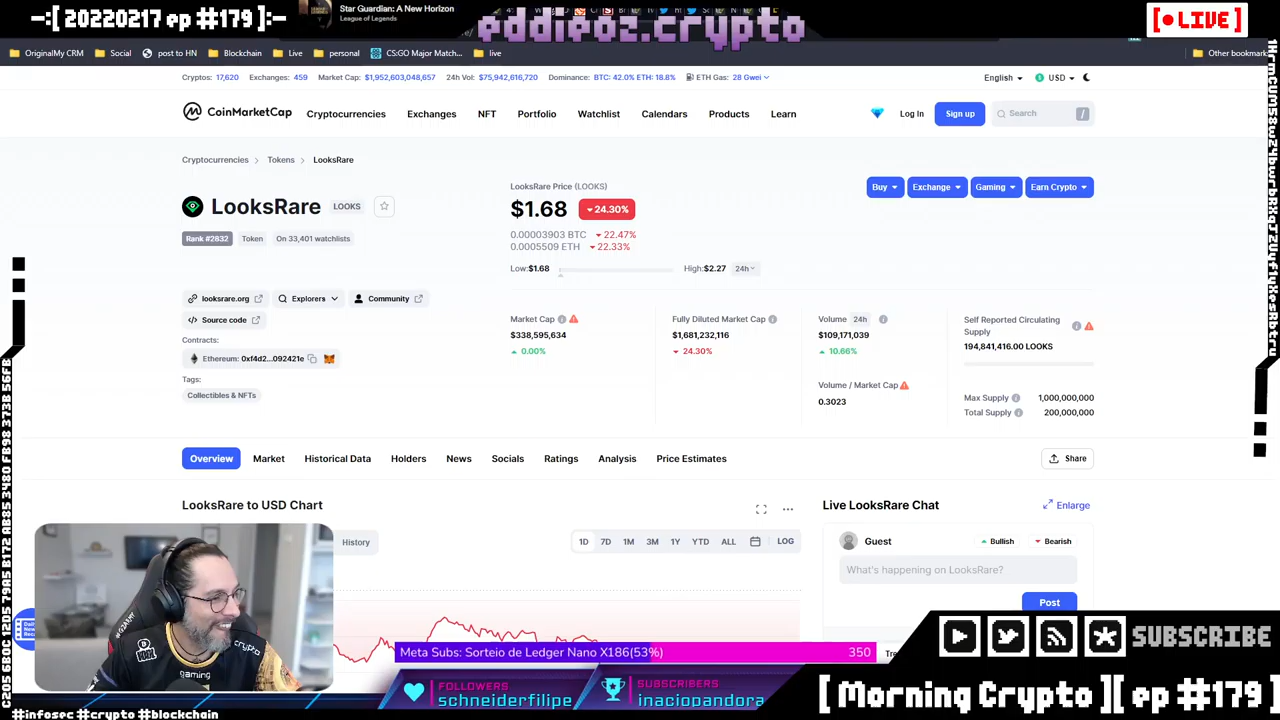 -:[ 20220217 ep #179 ]:-
Star Guardian: A New Horizon
League of Legends
eddieoz.crypto
[● LIVE ]
OriginalMy CRM
Social
post to HN
Blockchain
Live
personal
CS:GO Match Match...
live
Other bookmark
Cryptos: 17,620 Exchanges: 459 Market Cap: $1,952,603,048,657 24h Vol: $75,942,616,720 Dominance: BTC: 42.0% ETH: 18.8% ETH Gas: 28 Gwei
English
USD
CoinMarketCap
Cryptocurrencies Exchanges NFT Portfolio Watchlist Calendars Products Learn
Log In
Sign up
Search
/
Cryptocurrencies > Tokens > LooksRare
LooksRare LOOKS
Rank #2832 Token On 33,401 watchlists
LooksRare Price (LOOKS)
$1.68 24.30%
0.00003903 BTC 22.47%
0.0005509 ETH 22.33%
Low: $1.68 High: $2.27 24h
Buy Exchange Gaming Earn Crypto
looksrare.org Explorers Community
Source code
Contracts:
Ethereum: 0xf4d2...092421e
Tags:
Collectibles & NFTs
Market Cap
$338,595,634
0.00%
Fully Diluted Market Cap
$1,681,232,116
24.30%
Volume 24h
$109,171,039
10.66%
Volume / Market Cap
0.3023
Self Reported Circulating
Supply
194,841,416.00 LOOKS
Max Supply 1,000,000,000
Total Supply 200,000,000
Overview Market Historical Data Holders News Socials Ratings Analysis Price Estimates
Share
LooksRare to USD Chart
History
1D 7D 1M 3M 1Y YTD ALL LOG
Live LooksRare Chat
Enlarge
Guest
Bullish
Bearish
What's happening on LooksRare?
Post
crypto
gaming
Meta Subs: Sorteio de Ledger Nano X186(53%) 350
FOLLOWERS
schneiderfilipe
SUBSCRIBERS
inaciopandora
SUBSCRIBE
[ Morning Crypto ][ ep #179 ]
#infosec #crypto #blockchain